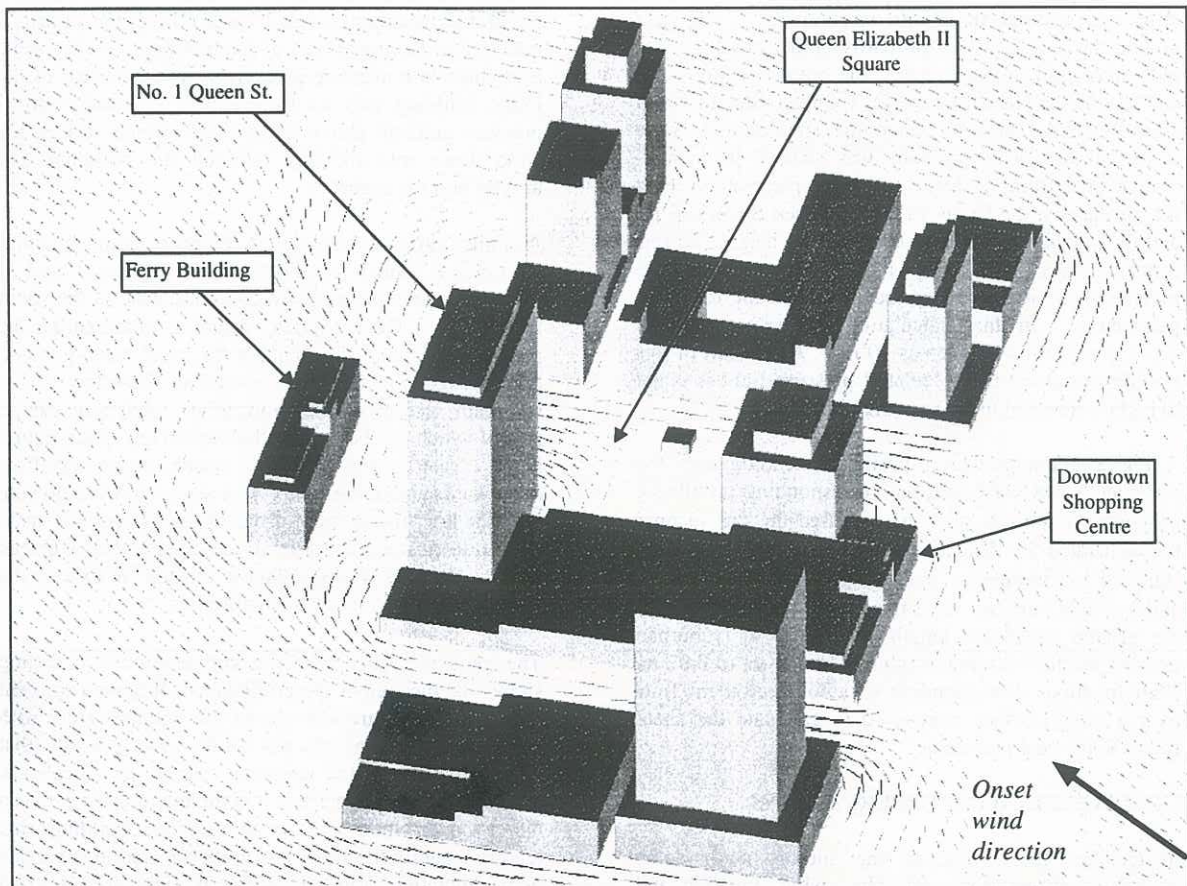 Queen Elizabeth II
Square
No. 1 Queen St.
Ferry Building
Downtown
Shopping
Centre
Onset
wind
direction